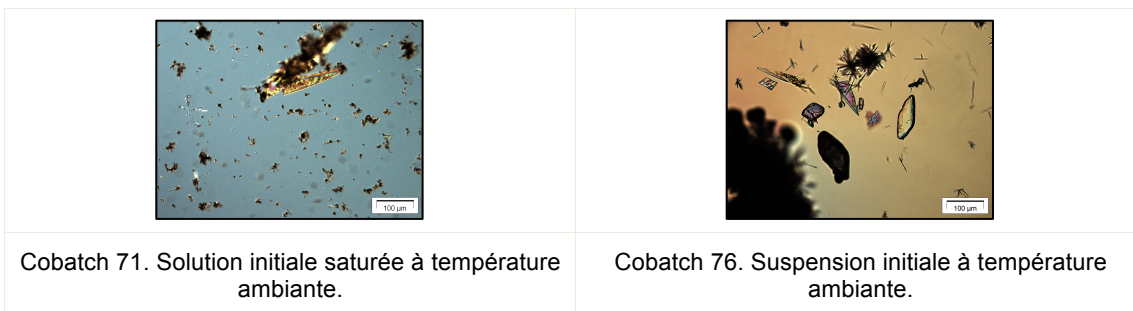 100 µm
100 µm
Cobatch 71. Solution initiale saturée à température
ambiante.
Cobatch 76. Suspension initiale à température
ambiante.